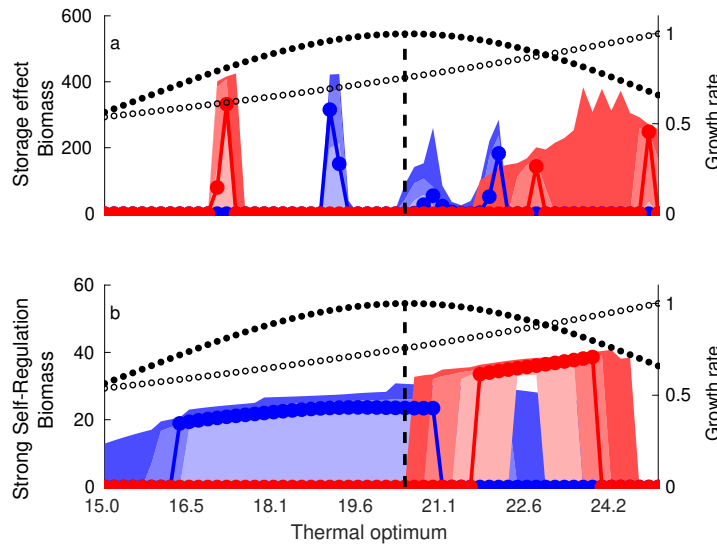 600
400
200
0
a
Storage effect
Biomass
1
0.5
0
Growth rate
60
40
20
0
b
Strong Self-Regulation
Biomass
1
0.5
0
Growth rate
15.0 16.5 18.1 19.6 21.1 22.6 24.2
Thermal optimum